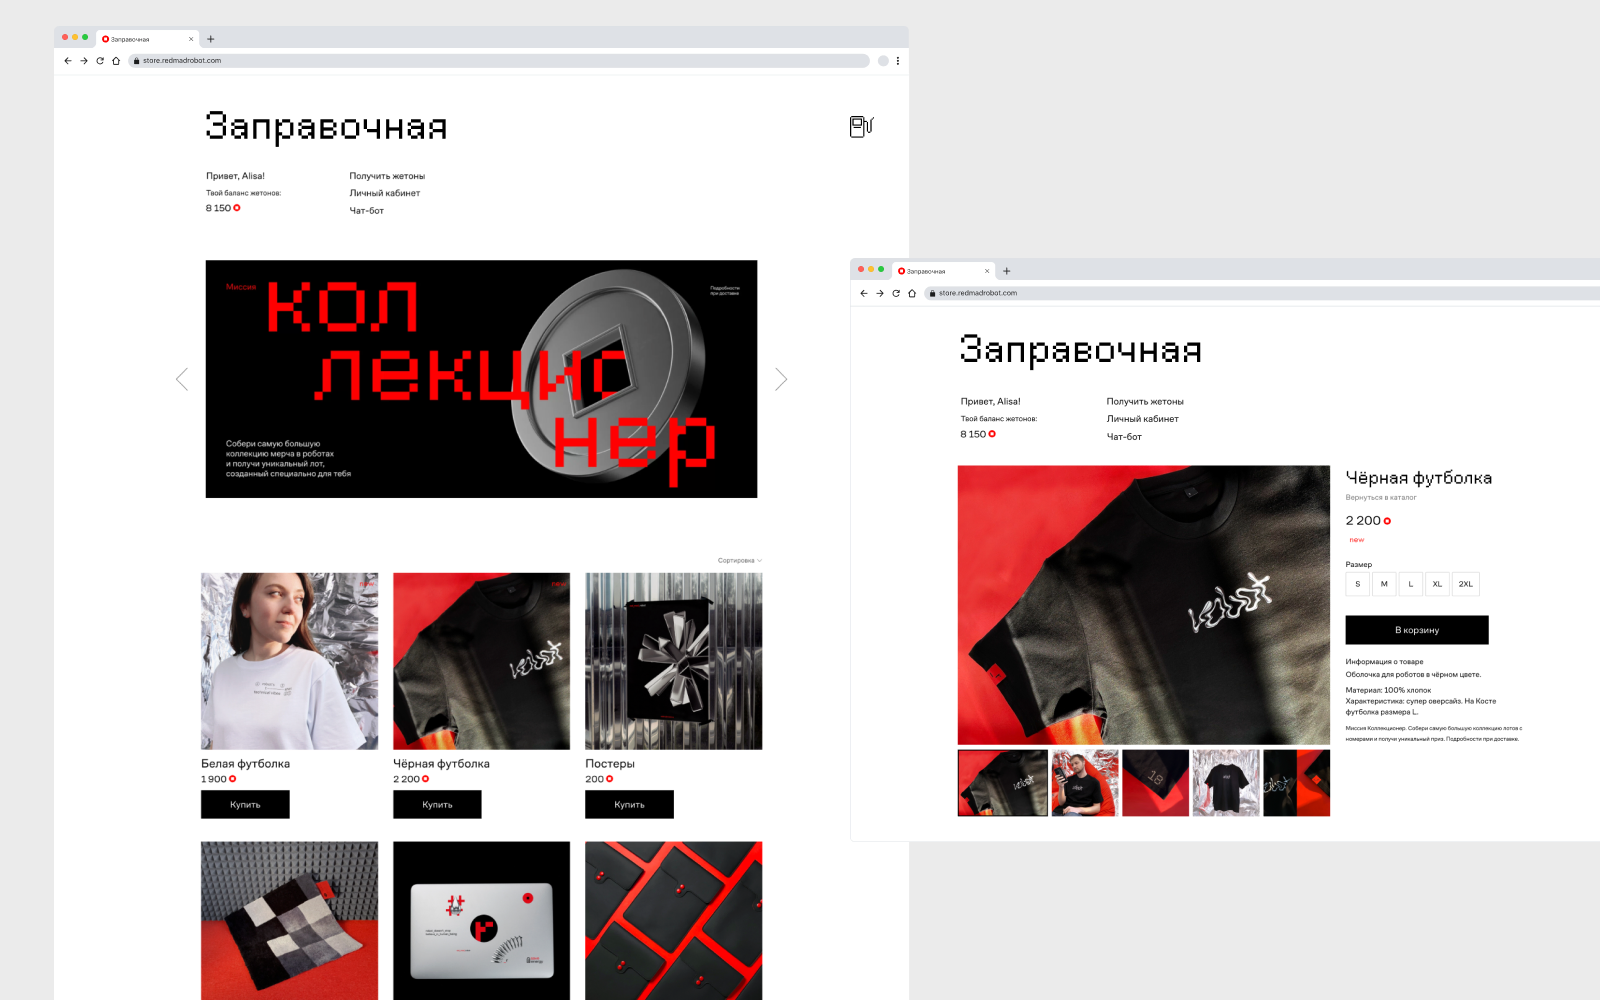 Заправочная
store.redmadrobot.com
Заправочная
Привет, Alisa!
Твой баланс жетонов:
8 150
Получить жетоны
Личный кабинет
Чат-бот
Миссия
Подробности
при доставке
кол
лекцио
нер
Собери самую большую
коллекцию мерча в роботах
и получи уникальный лот,
созданный специально для тебя
Сортировка
new
new
Белая футболка
1 900
Купить
Чёрная футболка
2 200
Купить
Постеры
200
Купить
Заправочная
store.redmadrobot.com
Заправочная
Привет, Alisa!
Твой баланс жетонов:
8 150
Получить жетоны
Личный кабинет
Чат-бот
Чёрная футболка
Вернуться в каталог
2 200
new
Размер
S M L XL 2XL
В корзину
Информация о товаре
Оболочка для роботов в чёрном цвете.
Материал: 100% хлопок
Характеристика: супер оверсайз. На Косте
футболка размера L.
Миссия Коллекционер. Собери самую большую коллекцию лотов с
номерами и получи уникальный приз. Подробности при доставке.
18